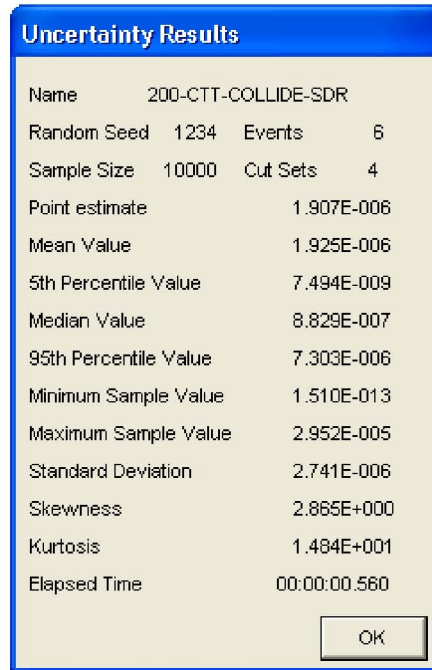 Uncertainty Results
Name 200-CTT-COLLIDE-SDR
Random Seed 1234 Events 6
Sample Size 10000 Cut Sets 4
Point estimate 1.907E-006
Mean Value 1.925E-006
5th Percentile Value 7.494E-009
Median Value 8.829E-007
95th Percentile Value 7.303E-006
Minimum Sample Value 1.510E-013
Maximum Sample Value 2.952E-005
Standard Deviation 2.741E-006
Skewness 2.865E+000
Kurtosis 1.484E+001
Elapsed Time 00:00:00.560
OK